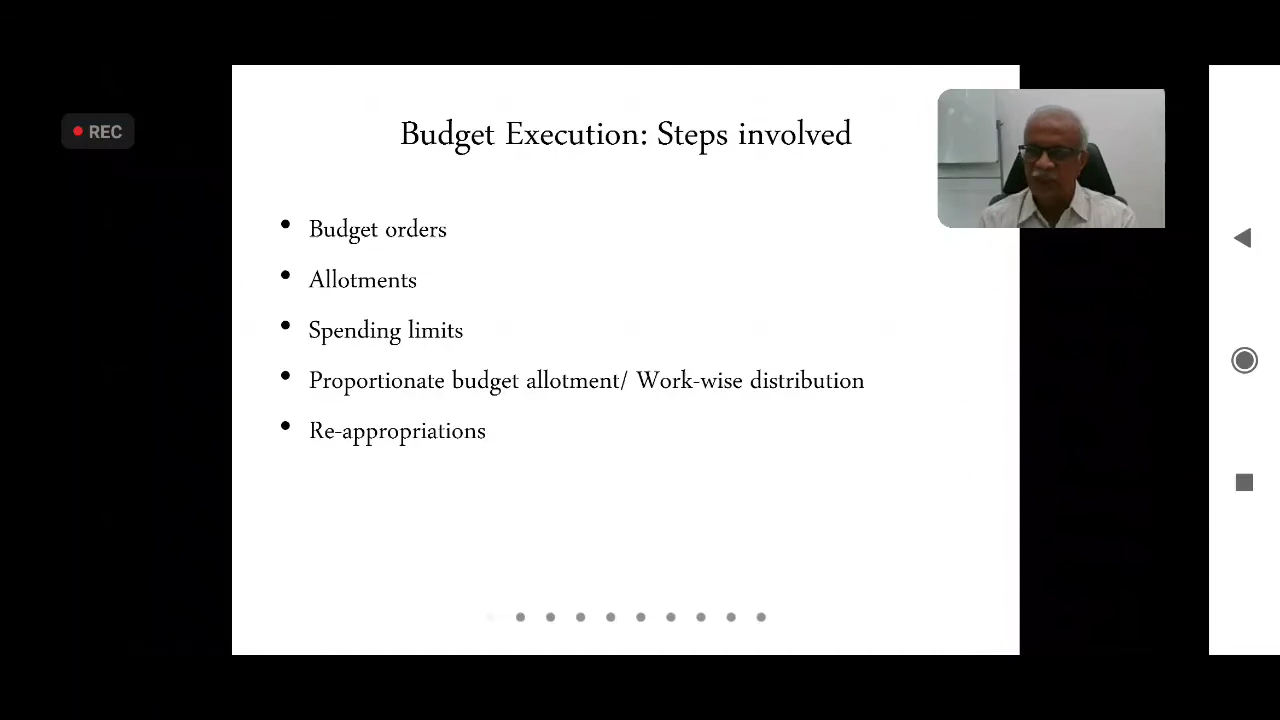 REC
Budget Execution: Steps involved
• Budget orders
• Allotments
• Spending limits
• Proportionate budget allotment/ Work-wise distribution
• Re-appropriations